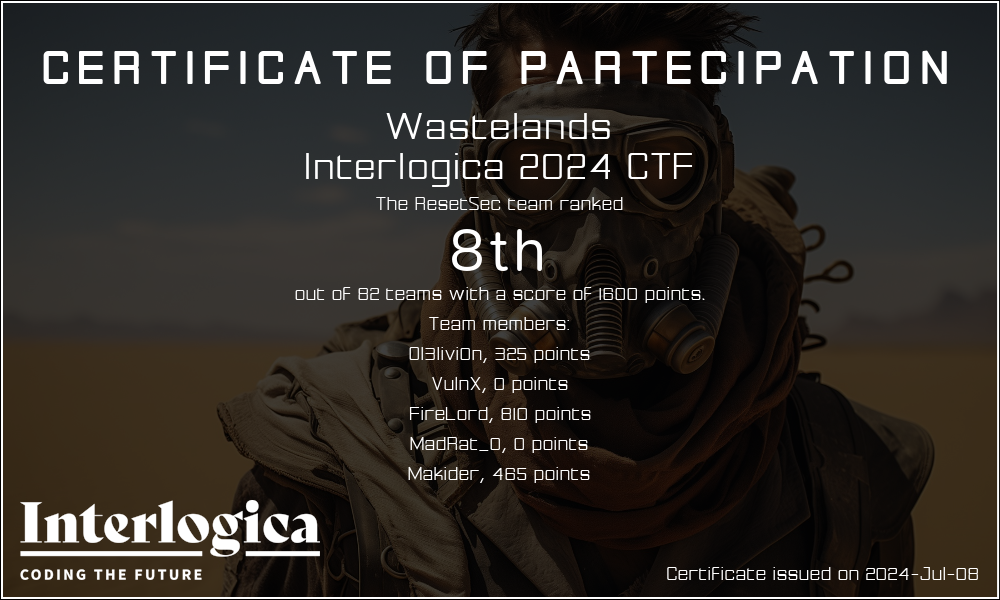 CERTIFICATE OF PARTECIPATION
Wastelands
Interlogica 2024 CTF
The ResetSec team ranked
8th
out of 82 teams with a score of 1600 points.
Team members:
Ol3livi0n, 325 points
VulnX, 0 points
FireLord, 810 points
MadRat_0, 0 points
Makider, 465 points
Interlogica
CODING THE FUTURE
Certificate issued on 2024-Jul-08